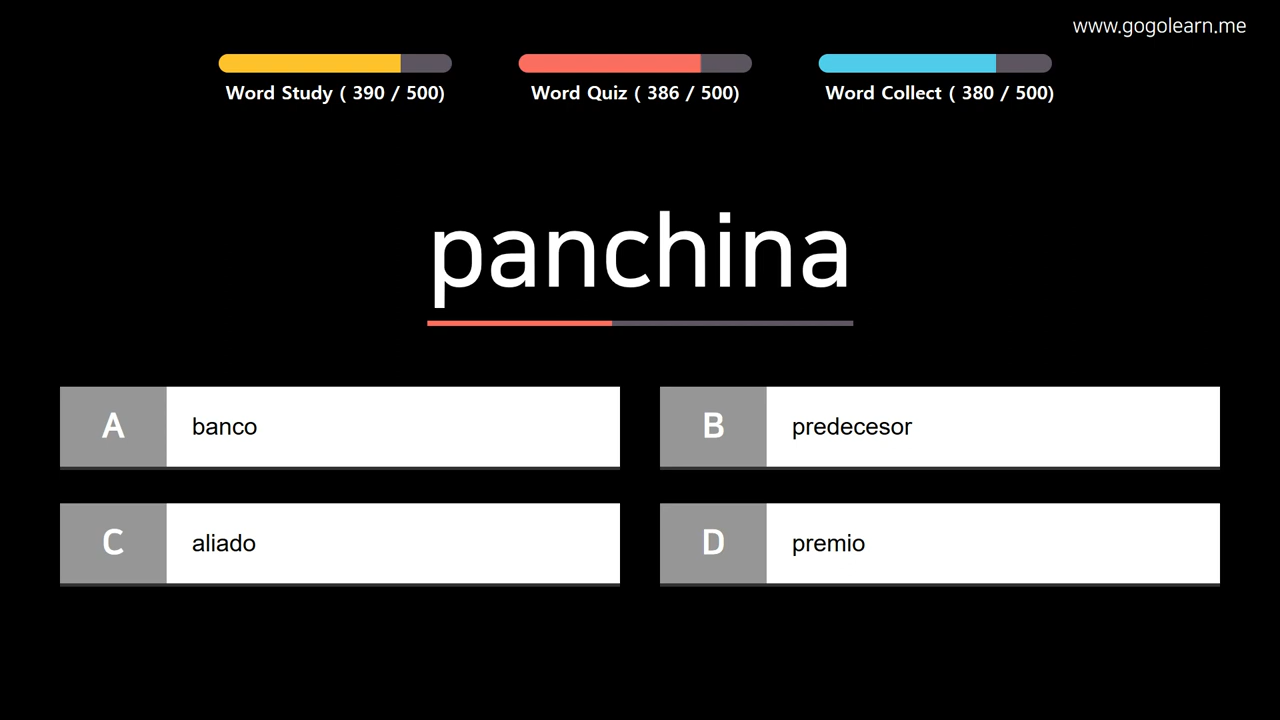 www.gogolearn.me
Word Study ( 390 / 500)
Word Quiz ( 386 / 500)
Word Collect ( 380 / 500)
panchina
A
banco
B
predecesor
C
aliado
D
premio